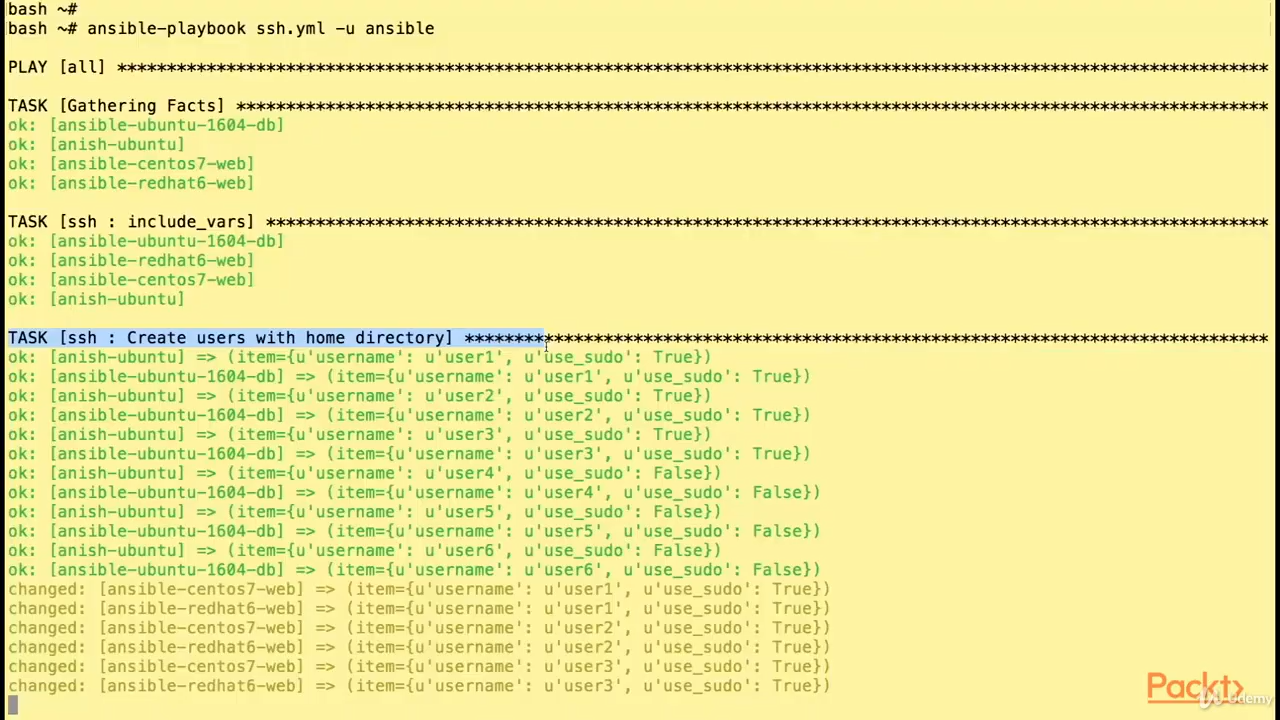 bash ~#
bash ~# ansible-playbook ssh.yml -u ansible
PLAY [all] ********************************************************************************************************************
TASK [Gathering Facts] ********************************************************************************************************
ok: [ansible-ubuntu-1604-db]
ok: [anish-ubuntu]
ok: [ansible-centos7-web]
ok: [ansible-redhat6-web]
TASK [ssh : include_vars] *****************************************************************************************************
ok: [ansible-ubuntu-1604-db]
ok: [ansible-redhat6-web]
ok: [ansible-centos7-web]
ok: [anish-ubuntu]
TASK [ssh : Create users with home directory] *********************************************************************************
ok: [anish-ubuntu] => (item={u'username': u'user1', u'use_sudo': True})
ok: [ansible-ubuntu-1604-db] => (item={u'username': u'user1', u'use_sudo': True})
ok: [anish-ubuntu] => (item={u'username': u'user2', u'use_sudo': True})
ok: [ansible-ubuntu-1604-db] => (item={u'username': u'user2', u'use_sudo': True})
ok: [anish-ubuntu] => (item={u'username': u'user3', u'use_sudo': True})
ok: [ansible-ubuntu-1604-db] => (item={u'username': u'user3', u'use_sudo': True})
ok: [anish-ubuntu] => (item={u'username': u'user4', u'use_sudo': False})
ok: [ansible-ubuntu-1604-db] => (item={u'username': u'user4', u'use_sudo': False})
ok: [anish-ubuntu] => (item={u'username': u'user5', u'use_sudo': False})
ok: [ansible-ubuntu-1604-db] => (item={u'username': u'user5', u'use_sudo': False})
ok: [anish-ubuntu] => (item={u'username': u'user6', u'use_sudo': False})
ok: [ansible-ubuntu-1604-db] => (item={u'username': u'user6', u'use_sudo': False})
changed: [ansible-centos7-web] => (item={u'username': u'user1', u'use_sudo': True})
changed: [ansible-redhat6-web] => (item={u'username': u'user1', u'use_sudo': True})
changed: [ansible-centos7-web] => (item={u'username': u'user2', u'use_sudo': True})
changed: [ansible-redhat6-web] => (item={u'username': u'user2', u'use_sudo': True})
changed: [ansible-centos7-web] => (item={u'username': u'user3', u'use_sudo': True})
changed: [ansible-redhat6-web] => (item={u'username': u'user3', u'use_sudo': True})
Packt
Udemy